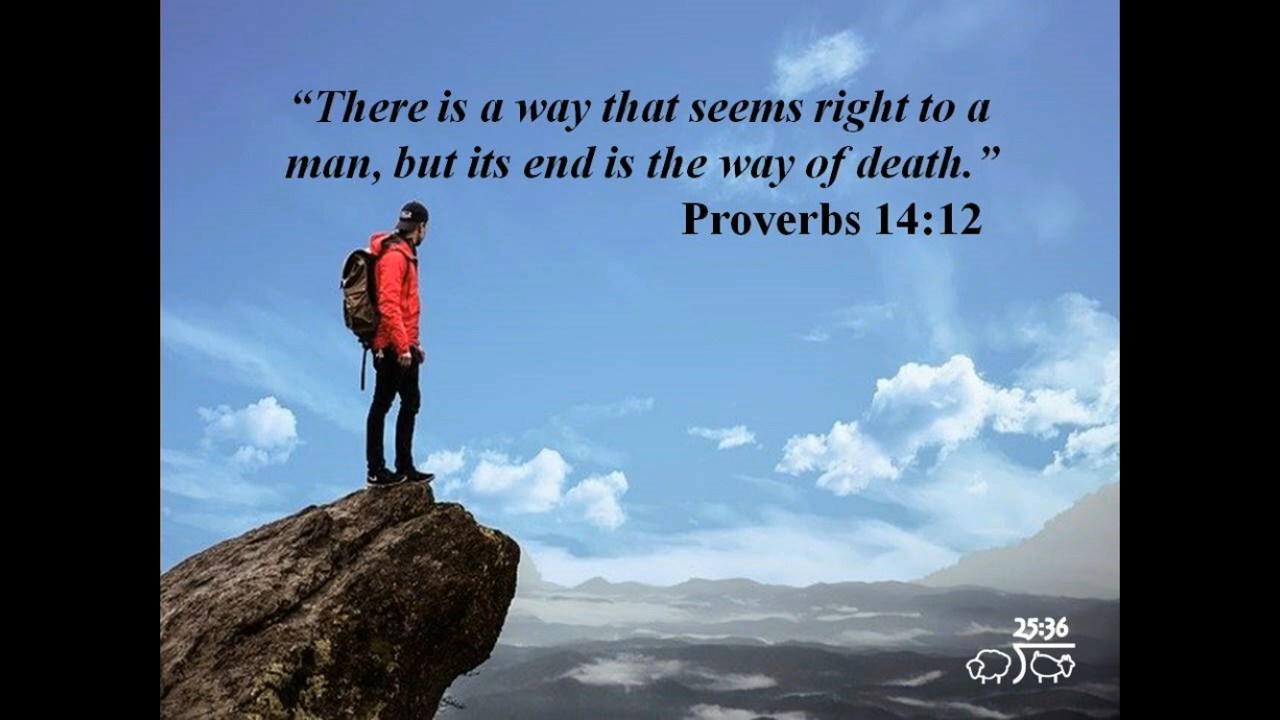 “There is a way that seems right to a
man, but its end is the way of death.”
Proverbs 14:12
25:36